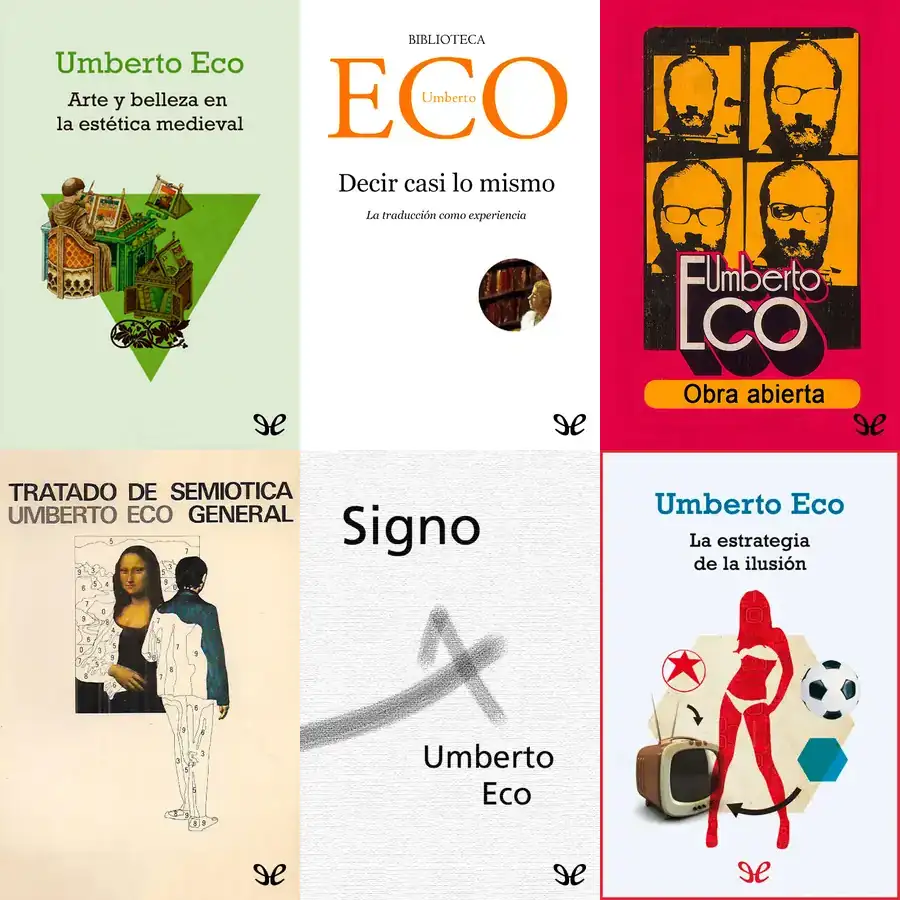 Umberto Eco
Arte y belleza en
la estética medieval
BIBLIOTECA
ECO
Umberto
Decir casi lo mismo
La traducción como experiencia
Umberto
ECO
Obra abierta
TRATADO DE SEMIOTICA
UMBERTO ECO GENERAL
Signo
Umberto
Eco
Umberto Eco
La estrategia
de la ilusión